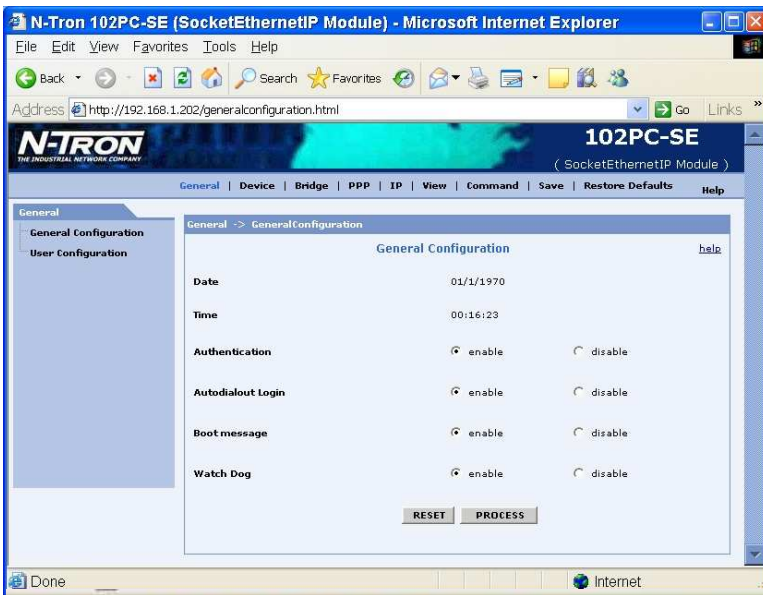 N-Tron 102PC-SE (SocketEthernetIP Module) - Microsoft Internet Explorer
File Edit View Favorites Tools Help
Back Search Favorites
Address http://192.168.1.202/generalconfiguration.html Go Links »
N-TRON
THE INDUSTRIAL NETWORK COMPANY
102PC-SE
( SocketEthernetIP Module )
General | Device | Bridge | PPP | IP | View | Command | Save | Restore Defaults Help
General
General Configuration
User Configuration
General -> GeneralConfiguration
General Configuration help
Date 01/1/1970
Time 00:16:23
Authentication enable disable
Autodialout Login enable disable
Boot message enable disable
Watch Dog enable disable
RESET PROCESS
Done Internet